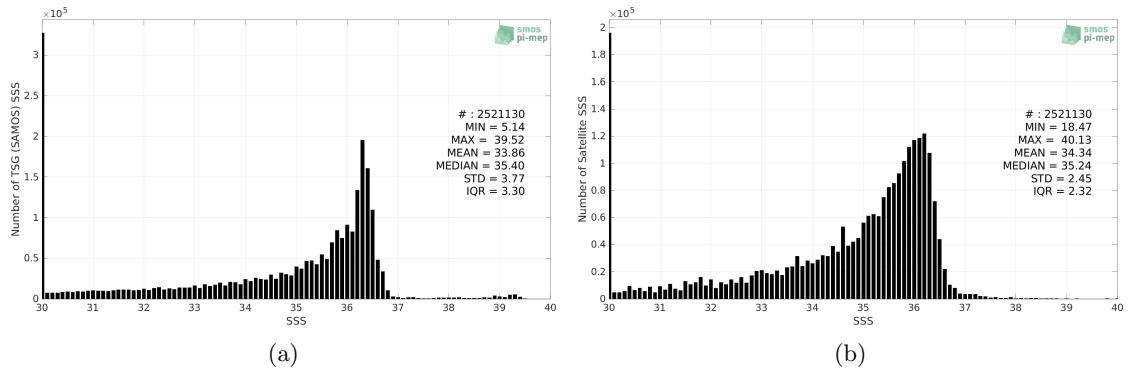 ×10^5
smos
pi-mep
# : 2521130
MIN = 5.14
MAX = 39.52
MEAN = 33.86
MEDIAN = 35.40
STD = 3.77
IQR = 3.30
Number of TSG (SAMOS) SSS
3
2.5
2
1.5
1
0.5
0
30 31 32 33 34 35 36 37 38 39 40
SSS
(a)
×10^5
smos
pi-mep
# : 2521130
MIN = 18.47
MAX = 40.13
MEAN = 34.34
MEDIAN = 35.24
STD = 2.45
IQR = 2.32
Number of Satellite SSS
2
1.8
1.6
1.4
1.2
1
0.8
0.6
0.4
0.2
0
30 31 32 33 34 35 36 37 38 39 40
SSS
(b)